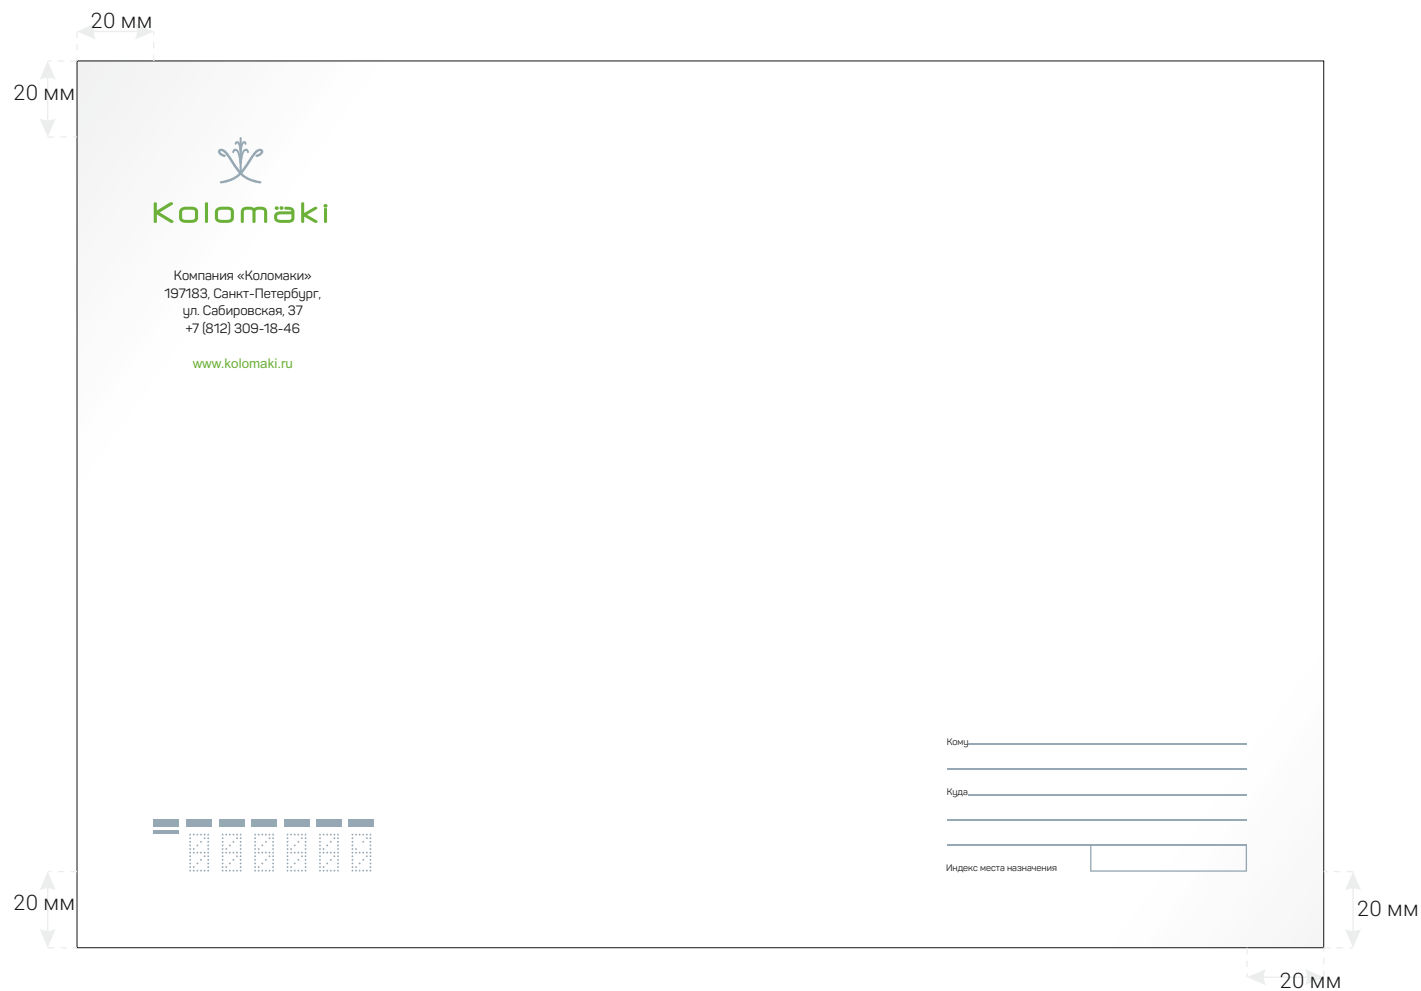 20 мм
20 мм
Kolomäki
Компания «Коломаки»
197183, Санкт-Петербург,
ул. Сабировская, 37
+7 (812) 309-18-46
www.kolomaki.ru
Кому
Куда
Индекс места назначения
20 мм
20 мм
20 мм